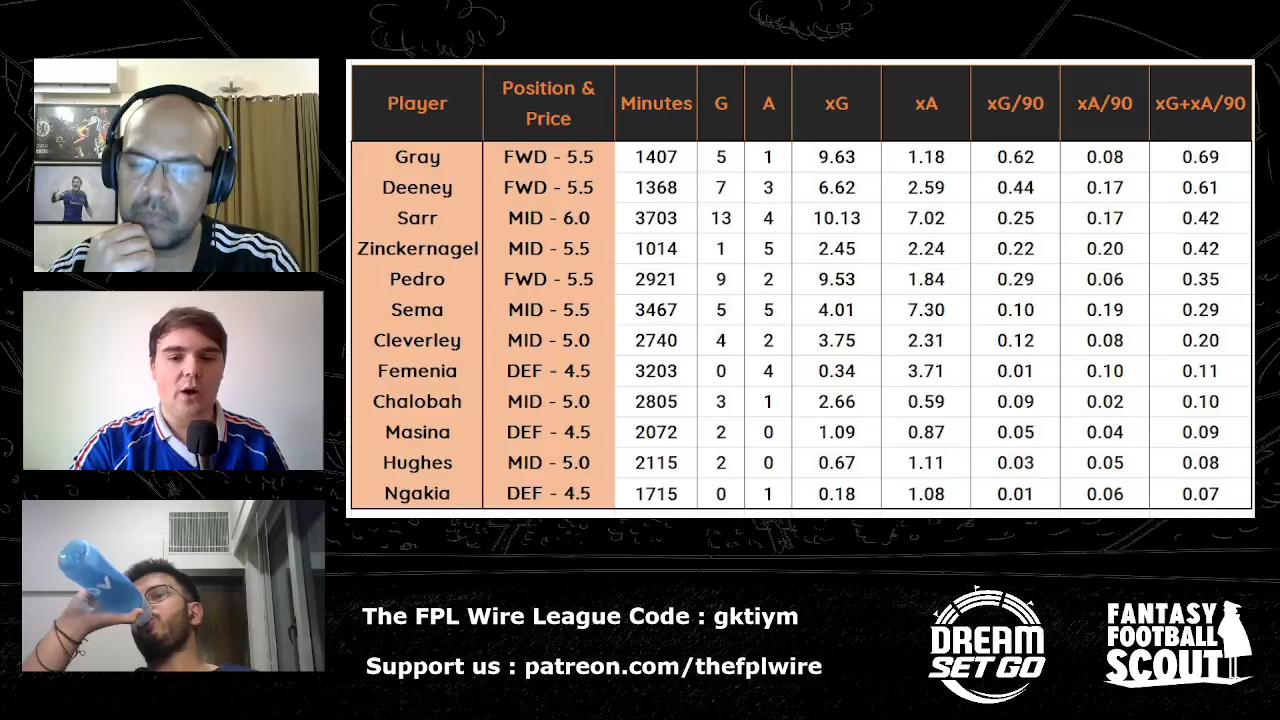 Player Position & Price Minutes G A xG xA xG/90 xA/90 xG+xA/90
Gray FWD - 5.5 1407 5 1 9.63 1.18 0.62 0.08 0.69
Deeney FWD - 5.5 1368 7 3 6.62 2.59 0.44 0.17 0.61
Sarr MID - 6.0 3703 13 4 10.13 7.02 0.25 0.17 0.42
Zinckernagel MID - 5.5 1014 1 5 2.45 2.24 0.22 0.20 0.42
Pedro FWD - 5.5 2921 9 2 9.53 1.84 0.29 0.06 0.35
Sema MID - 5.5 3467 5 5 4.01 7.30 0.10 0.19 0.29
Cleverley MID - 5.0 2740 4 2 3.75 2.31 0.12 0.08 0.20
Femenia DEF - 4.5 3203 0 4 0.34 3.71 0.01 0.10 0.11
Chalobah MID - 5.0 2805 3 1 2.66 0.59 0.09 0.02 0.10
Masina DEF - 4.5 2072 2 0 1.09 0.87 0.05 0.04 0.09
Hughes MID - 5.0 2115 2 0 0.67 1.11 0.03 0.05 0.08
Ngakia DEF - 4.5 1715 0 1 0.18 1.08 0.01 0.06 0.07
The FPL Wire League Code : gktiym
Support us : patreon.com/thefplwire
DREAM
SET GO
FANTASY
FOOTBALL
SCOUT